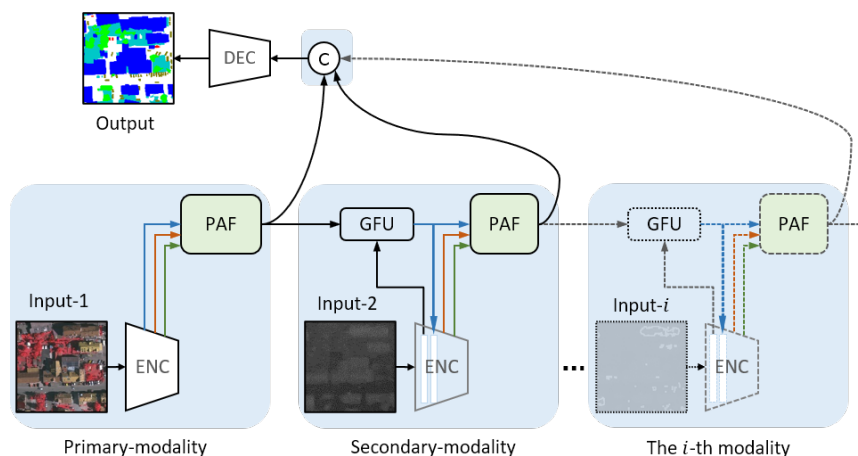 DEC
C
Output
PAF
GFU
PAF
GFU
PAF
Input-1
Input-2
Input-i
ENC
ENC
...
ENC
Primary-modality
Secondary-modality
The i-th modality